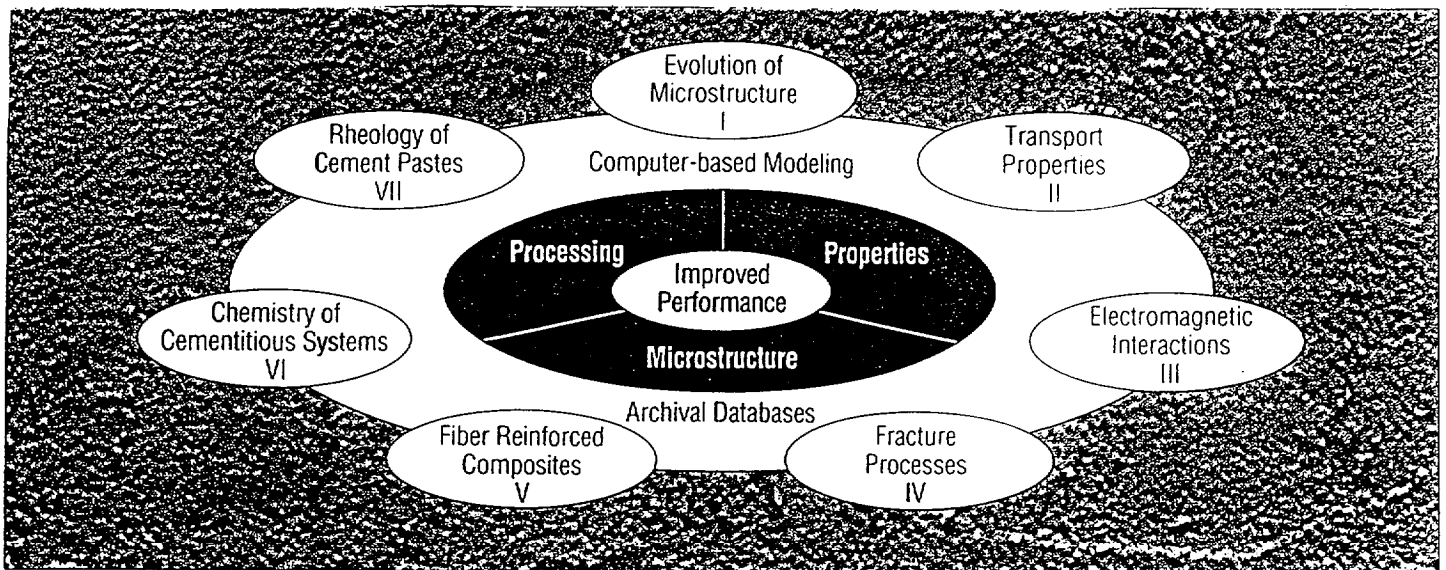 Evolution of
Microstructure
I
Rheology of
Cement Pastes
VII
Computer-based Modeling
Transport
Properties
II
Processing
Properties
Improved
Performance
Chemistry of
Cementitious Systems
VI
Electromagnetic
Interactions
III
Microstructure
Archival Databases
Fiber Reinforced
Composites
V
Fracture
Processes
IV